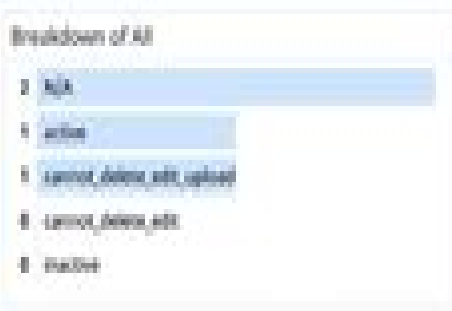 Breakdown of All
2 N/A
1 active
1 cannot_delete_edit_upload
0 cannot_delete_edit
0 inactive